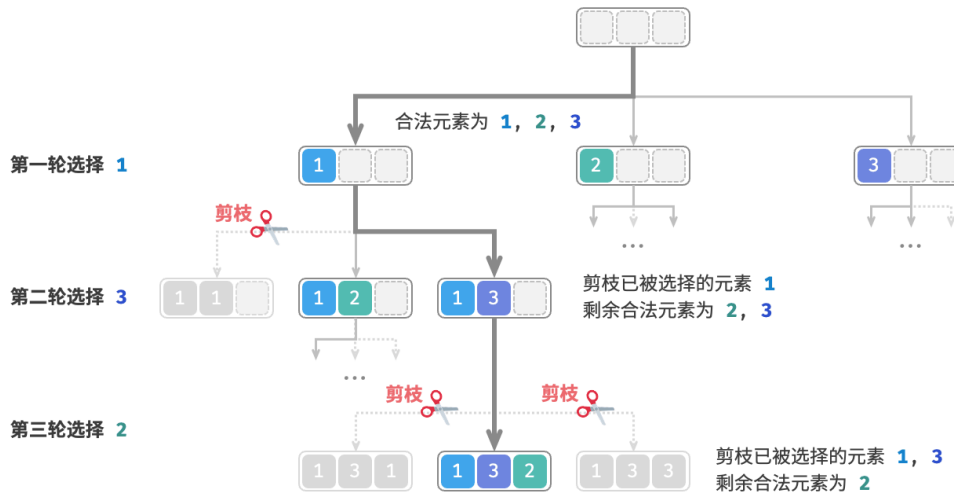 合法元素为 1, 2, 3
第一轮选择 1
1
2
3
剪枝
...
...
第二轮选择 3
1 1
1 2
1 3
剪枝已被选择的元素 1
剩余合法元素为 2, 3
...
剪枝
剪枝
第三轮选择 2
1 3 1
1 3 2
1 3 3
剪枝已被选择的元素 1, 3
剩余合法元素为 2